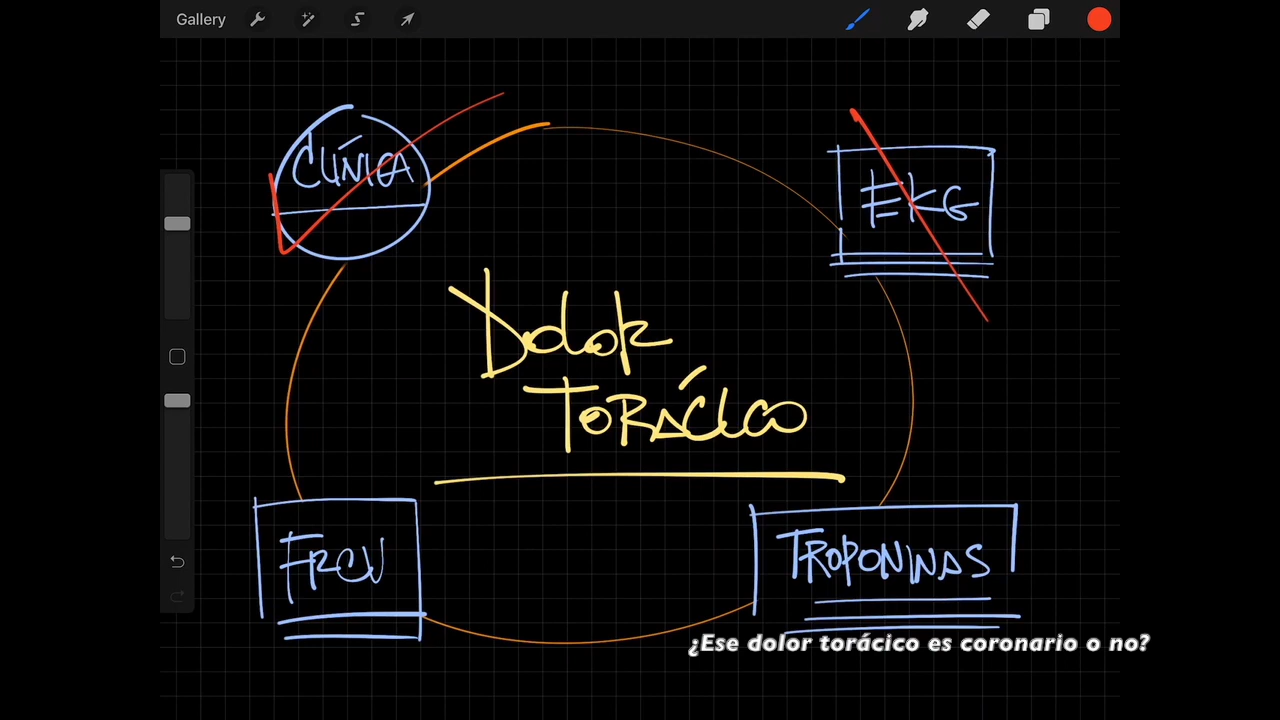 Gallery
CLÍNICA
EKG
Dolor
TORÁCICO
FRCV
TROPONINAS
¿Ese dolor torácico es coronario o no?